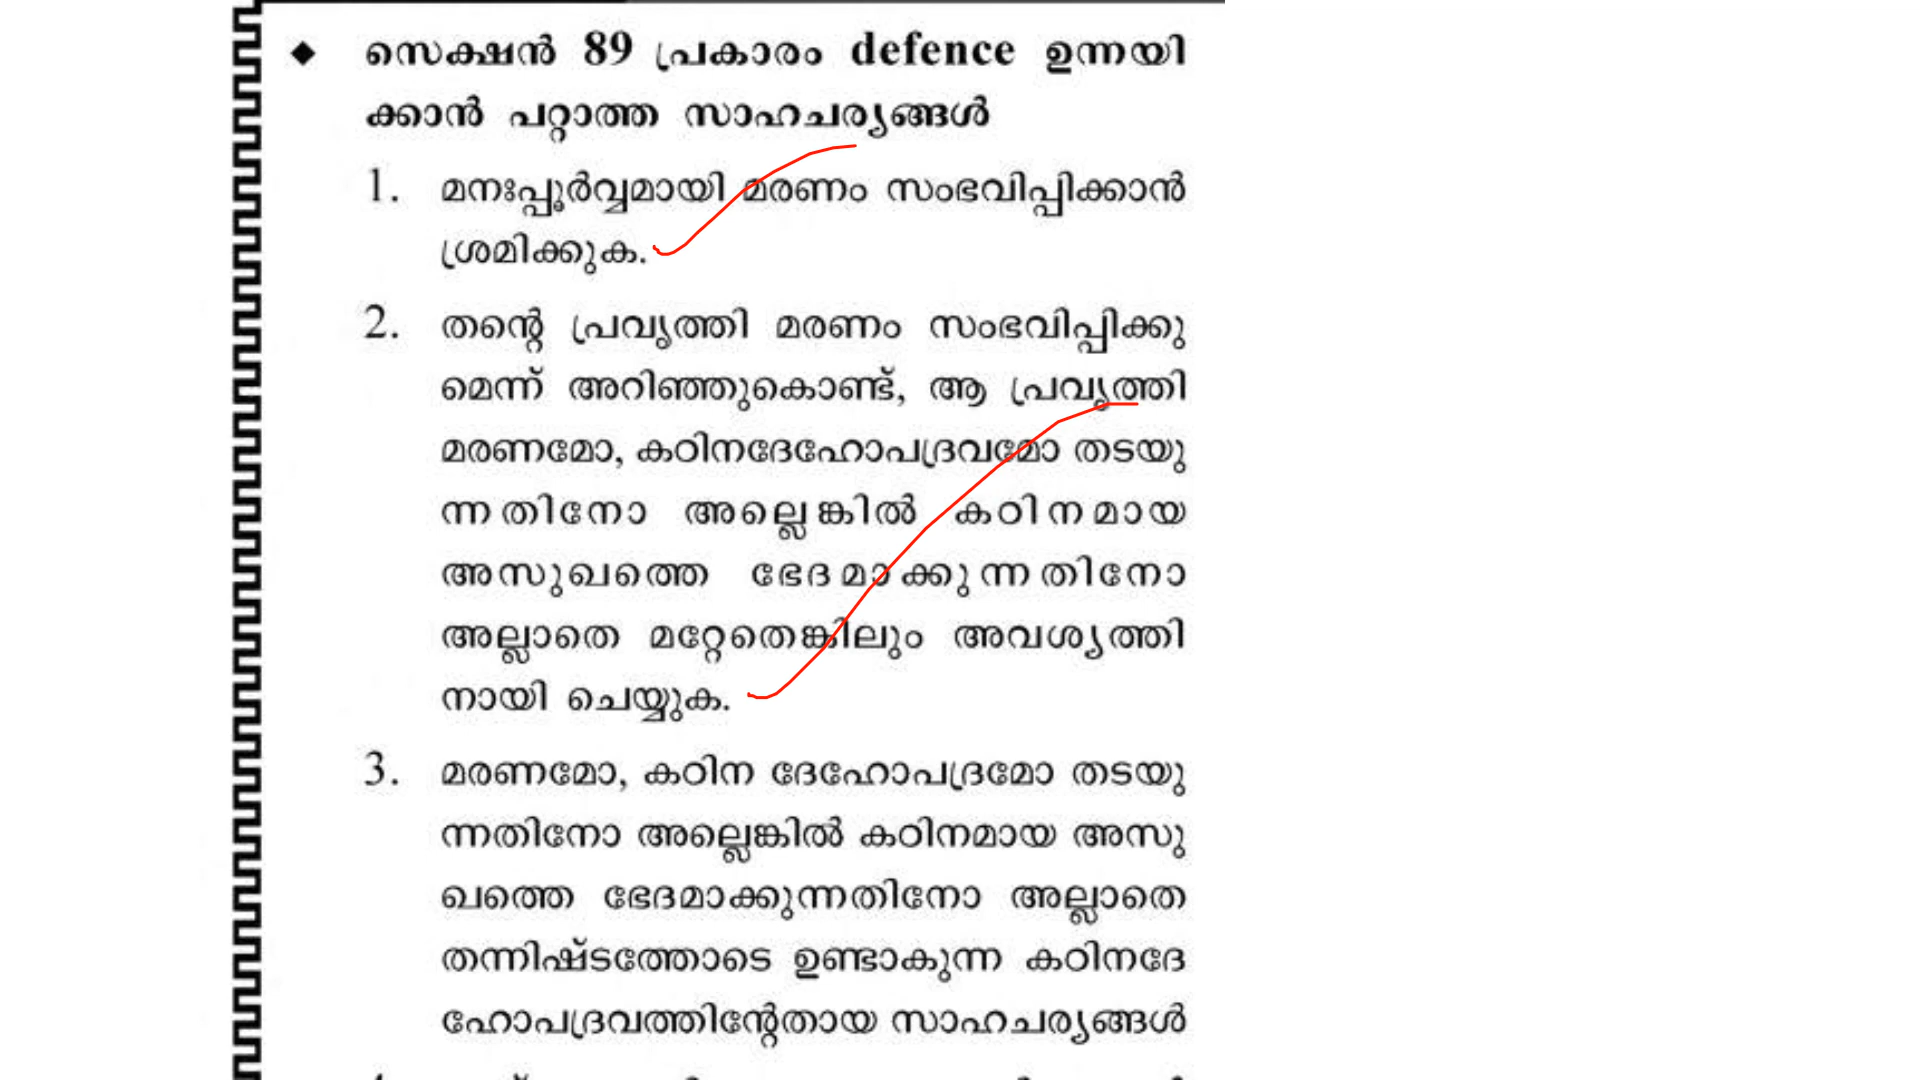 ◆ സെക്ഷൻ 89 പ്രകാരം defence ഉന്നയി
ക്കാൻ പറ്റാത്ത സാഹചര്യങ്ങൾ
1. മനഃപ്പൂർവ്വമായി മരണം സംഭവിപ്പിക്കാൻ
ശ്രമിക്കുക.
2. തന്റെ പ്രവൃത്തി മരണം സംഭവിപ്പിക്കു
മെന്ന് അറിഞ്ഞുകൊണ്ട്, ആ പ്രവൃത്തി
മരണമോ, കഠിനദേഹോപദ്രവമോ തടയു
ന്നതിനോ അല്ലെങ്കിൽ കഠിനമായ
അസുഖത്തെ ഭേദമാക്കുന്നതിനോ
അല്ലാതെ മറ്റേതെങ്കിലും അവശ്യത്തി
നായി ചെയ്യുക.
3. മരണമോ, കഠിന ദേഹോപദ്രമോ തടയു
ന്നതിനോ അല്ലെങ്കിൽ കഠിനമായ അസു
ഖത്തെ ഭേദമാക്കുന്നതിനോ അല്ലാതെ
തന്നിഷ്ടത്തോടെ ഉണ്ടാകുന്ന കഠിനദേ
ഹോപദ്രവത്തിന്റേതായ സാഹചര്യങ്ങൾ